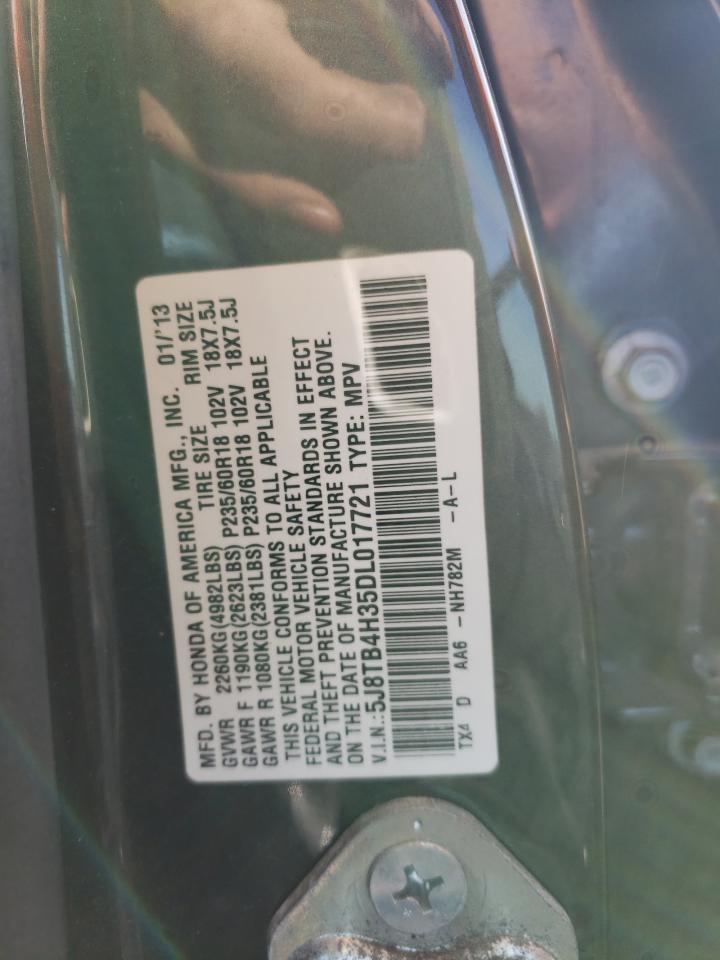 MFD. BY HONDA OF AMERICA MFG., INC. 01/'13
GVWR 2260KG(4982LBS) TIRE SIZE RIM SIZE
GAWR F 1190KG(2623LBS) P235/60R18 102V 18X7.5J
GAWR R 1080KG(2381LBS) P235/60R18 102V 18X7.5J
THIS VEHICLE CONFORMS TO ALL APPLICABLE
FEDERAL MOTOR VEHICLE SAFETY
AND THEFT PREVENTION STANDARDS IN EFFECT
ON THE DATE OF MANUFACTURE SHOWN ABOVE.
V.I.N.:5J8TB4H35DL017721 TYPE: MPV
TX4 D AA6 -NH782M -A-L